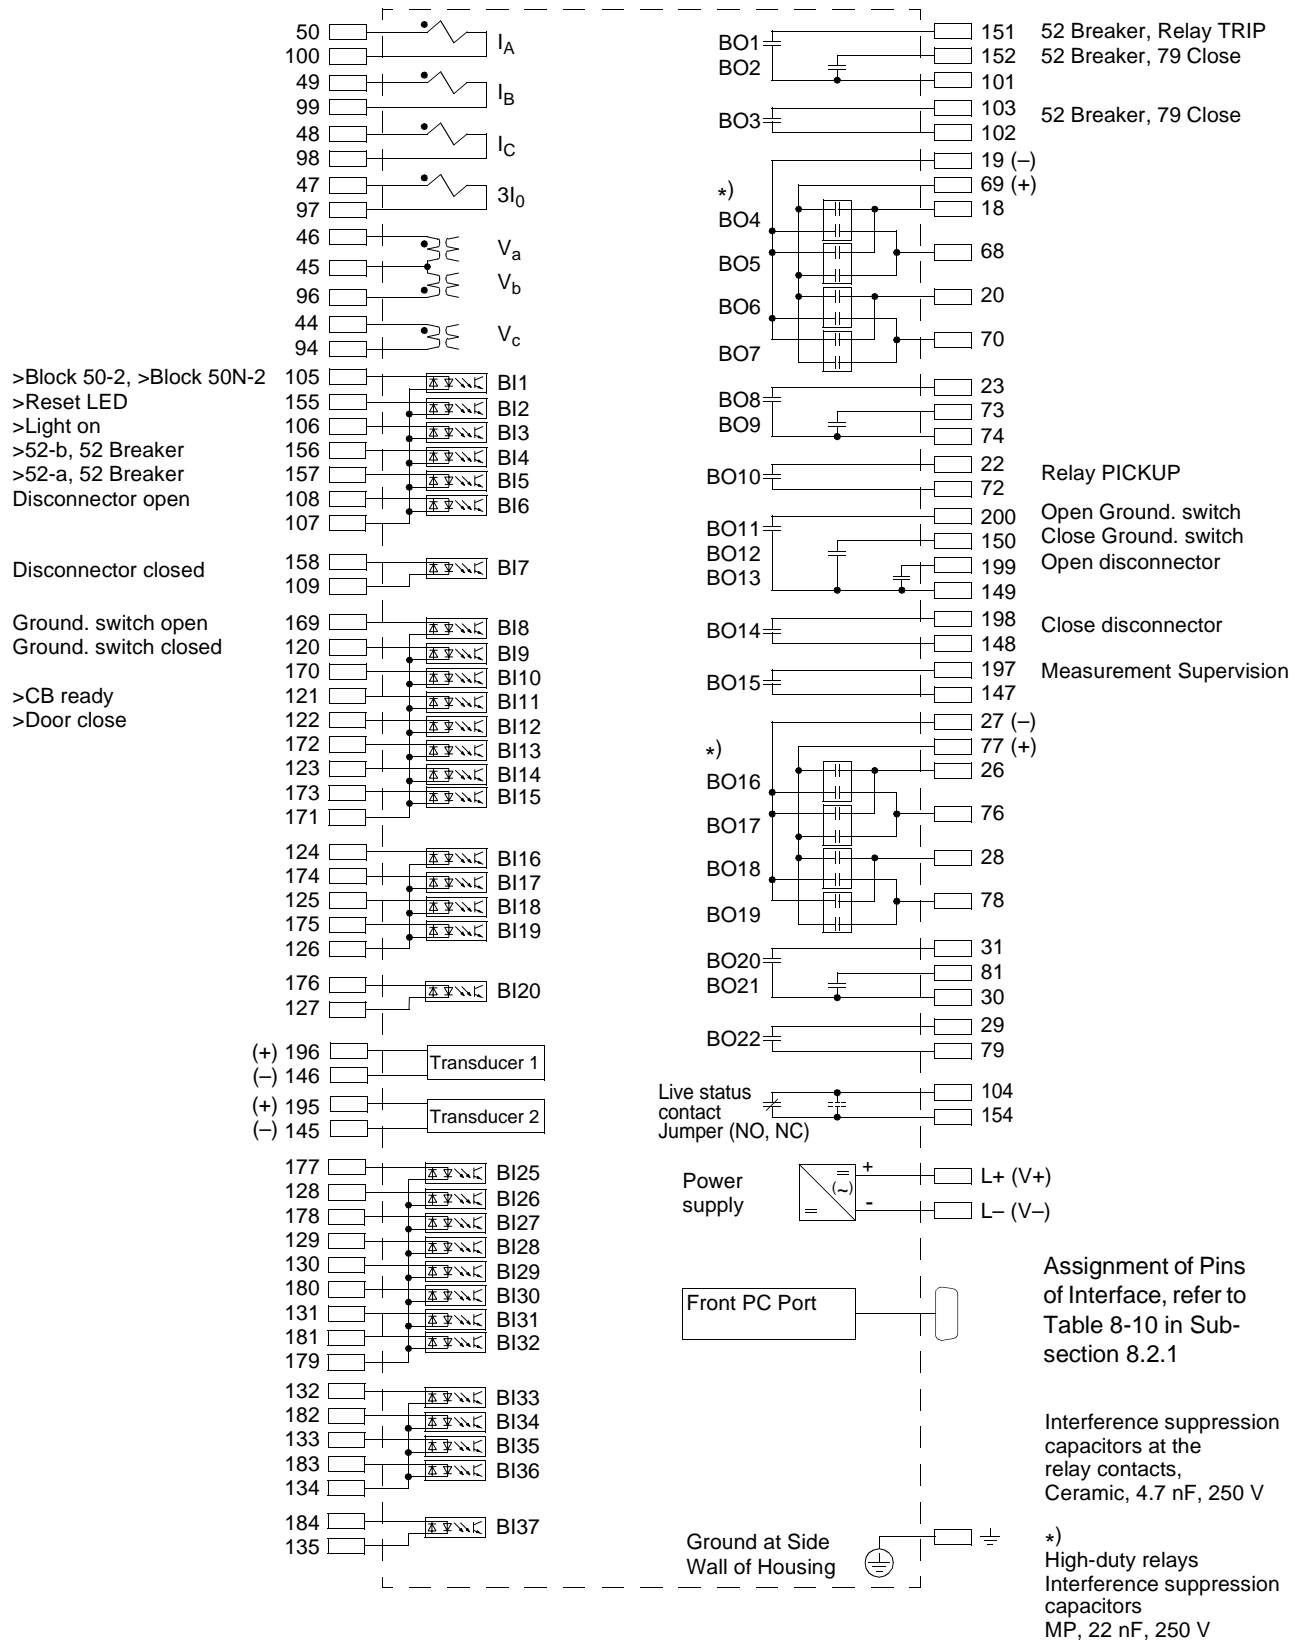 50
I_A
100
49
I_B
99
48
I_C
98
47
3I_0
97
46
V_a
45
V_b
96
44
V_c
94
>Block 50-2, >Block 50N-2 105 BI1
>Reset LED 155 BI2
>Light on 106 BI3
>52-b, 52 Breaker 156 BI4
>52-a, 52 Breaker 157 BI5
Disconnector open 108 BI6
107
158 BI7
Disconnector closed
109
Ground. switch open 169 BI8
Ground. switch closed 120 BI9
170 BI10
>CB ready 121 BI11
>Door close 122 BI12
172 BI13
123 BI14
173 BI15
171
124 BI16
174 BI17
125 BI18
175 BI19
126
176 BI20
127
(+) 196
Transducer 1
(–) 146
(+) 195
Transducer 2
(–) 145
177 BI25
128 BI26
178 BI27
129 BI28
130 BI29
180 BI30
131 BI31
181 BI32
179
132 BI33
182 BI34
133 BI35
183 BI36
134
184 BI37
135
BO1 151 52 Breaker, Relay TRIP
BO2 152 52 Breaker, 79 Close
101
103
BO3 52 Breaker, 79 Close
102
19 (–)
*) 69 (+)
BO4 18
BO5 68
BO6 20
BO7 70
23
BO8 73
BO9 74
22
BO10 Relay PICKUP
72
BO11 200 Open Ground. switch
BO12 150 Close Ground. switch
BO13 199 Open disconnector
149
198
BO14 Close disconnector
148
197 Measurement Supervision
BO15
147
27 (–)
*) 77 (+)
BO16 26
BO17 76
BO18 28
BO19 78
31
BO20 81
BO21 30
29
BO22
79
Live status 104
contact 154
Jumper (NO, NC)
Power + L+ (V+)
= (~) =
supply - L– (V–)
Front PC Port
Assignment of Pins
of Interface, refer to
Table 8-10 in Sub-
section 8.2.1
Interference suppression
capacitors at the
relay contacts,
Ceramic, 4.7 nF, 250 V
Ground at Side
Wall of Housing
*)
High-duty relays
Interference suppression
capacitors
MP, 22 nF, 250 V